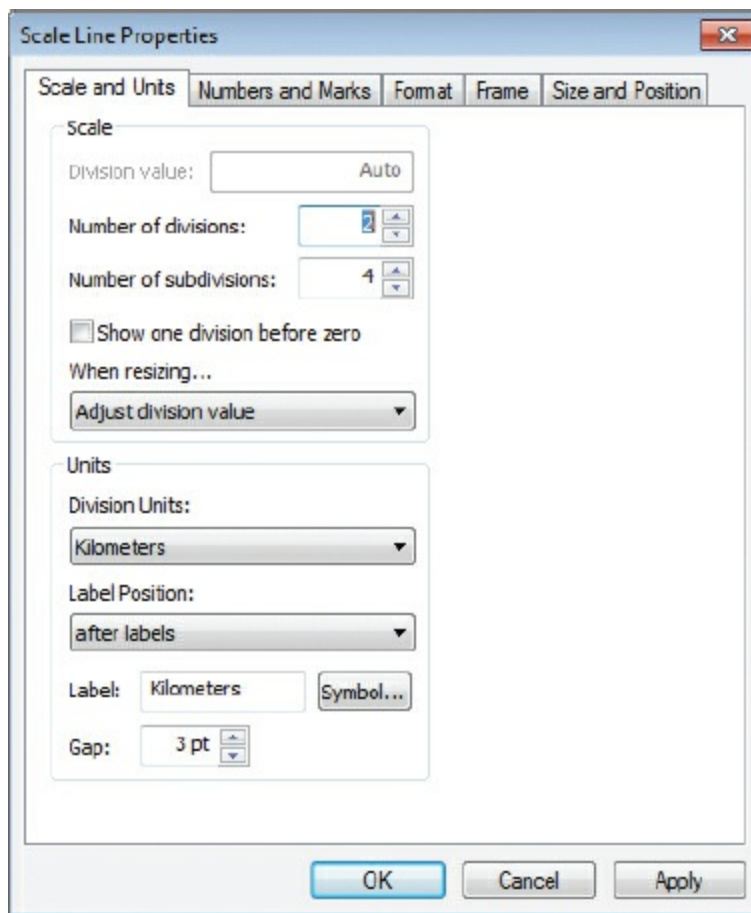 Scale Line Properties
Scale and Units Numbers and Marks Format Frame Size and Position
Scale
Division value: Auto
Number of divisions: 2
Number of subdivisions: 4
Show one division before zero
When resizing...
Adjust division value
Units
Division Units:
Kilometers
Label Position:
after labels
Label: Kilometers Symbol...
Gap: 3 pt
OK Cancel Apply